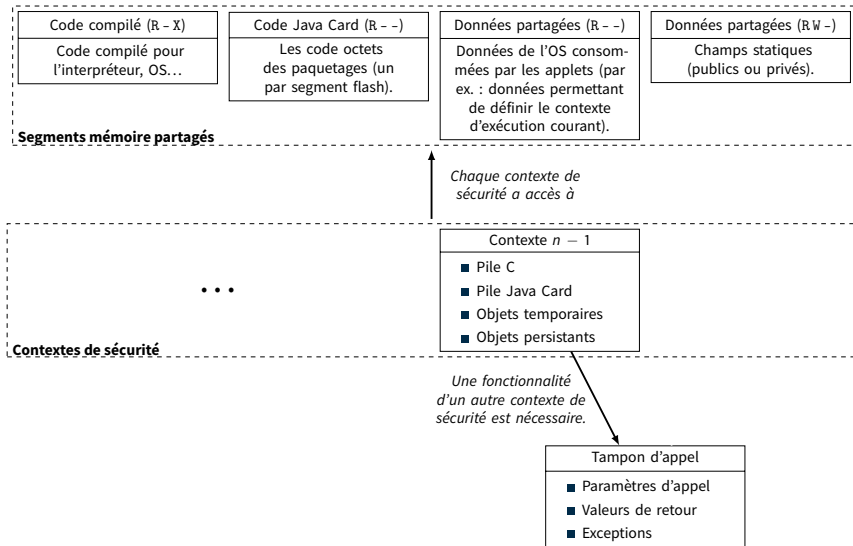 Code compilé (R - X)
Code compilé pour
l'interpréteur, OS…
Code Java Card (R - -)
Les code octets
des paquetages (un
par segment flash).
Données partagées (R - -)
Données de l'OS consom-
mées par les applets (par
ex. : données permettant
de définir le contexte
d'exécution courant).
Données partagées (RW-)
Champs statiques
(publics ou privés).
Segments mémoire partagés
Chaque contexte de
sécurité a accès à
Contexte n − 1
■ Pile C
■ Pile Java Card
■ Objets temporaires
■ Objets persistants
• • •
Contextes de sécurité
Une fonctionnalité
d'un autre contexte de
sécurité est nécessaire.
Tampon d'appel
■ Paramètres d'appel
■ Valeurs de retour
■ Exceptions